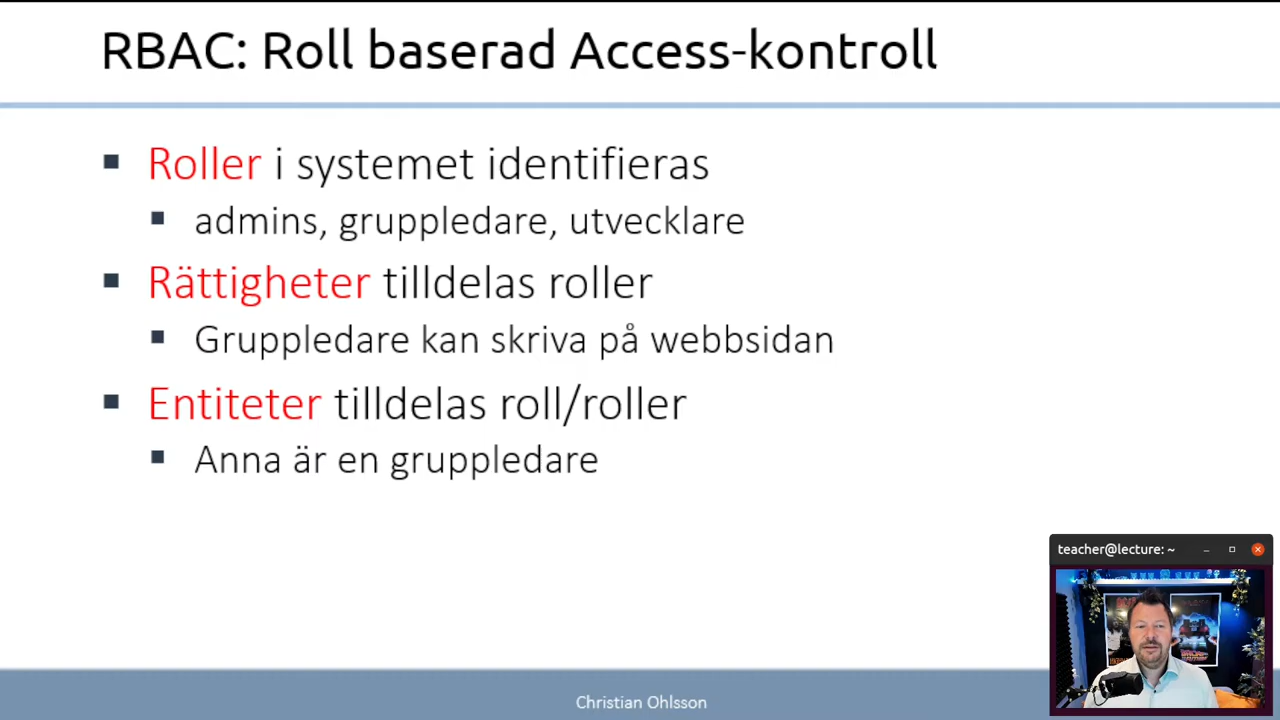 RBAC: Roll baserad Access-kontroll
Roller i systemet identifieras
admins, gruppledare, utvecklare
Rättigheter tilldelas roller
Gruppledare kan skriva på webbsidan
Entiteter tilldelas roll/roller
Anna är en gruppledare
teacher@lecture: ~
Christian Ohlsson